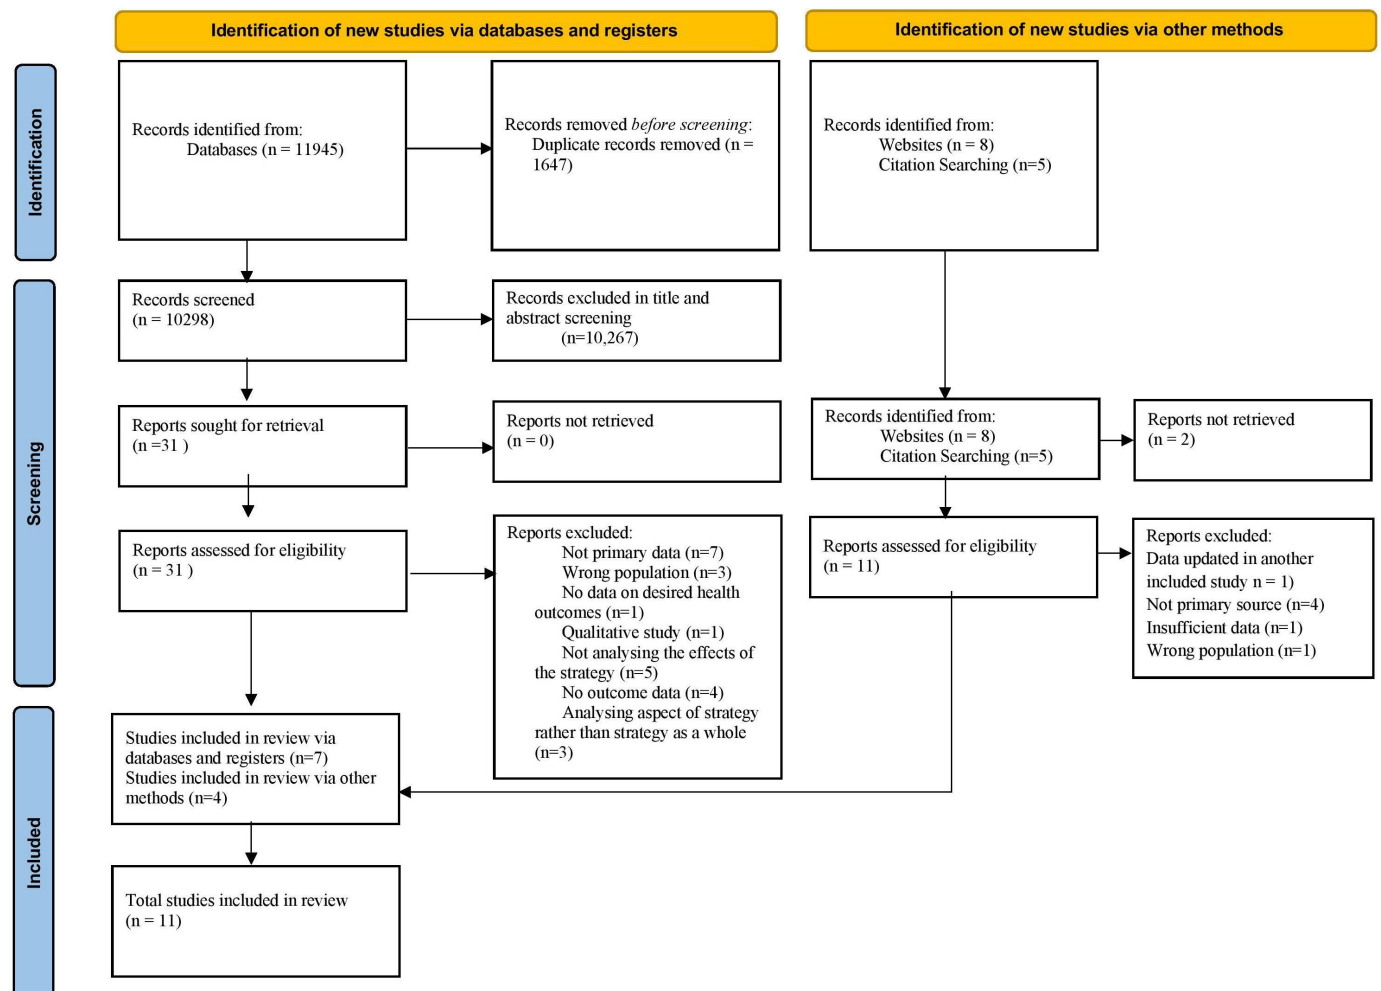 Identification of new studies via databases and registers
Identification of new studies via other methods
Identification
Records identified from:
Databases (n = 11945)
Records removed before screening:
Duplicate records removed (n =
1647)
Records identified from:
Websites (n = 8)
Citation Searching (n=5)
Screening
Records screened
(n = 10298)
Records excluded in title and
abstract screening
(n=10,267)
Reports sought for retrieval
(n =31 )
Reports not retrieved
(n = 0)
Records identified from:
Websites (n = 8)
Citation Searching (n=5)
Reports not retrieved
(n = 2)
Reports assessed for eligibility
(n = 31 )
Reports excluded:
Not primary data (n=7)
Wrong population (n=3)
No data on desired health
outcomes (n=1)
Qualitative study (n=1)
Not analysing the effects of
the strategy (n=5)
No outcome data (n=4)
Analysing aspect of strategy
rather than strategy as a whole
(n=3)
Reports assessed for eligibility
(n = 11)
Reports excluded:
Data updated in another
included study n = 1)
Not primary source (n=4)
Insufficient data (n=1)
Wrong population (n=1)
Included
Studies included in review via
databases and registers (n=7)
Studies included in review via other
methods (n=4)
Total studies included in review
(n = 11)